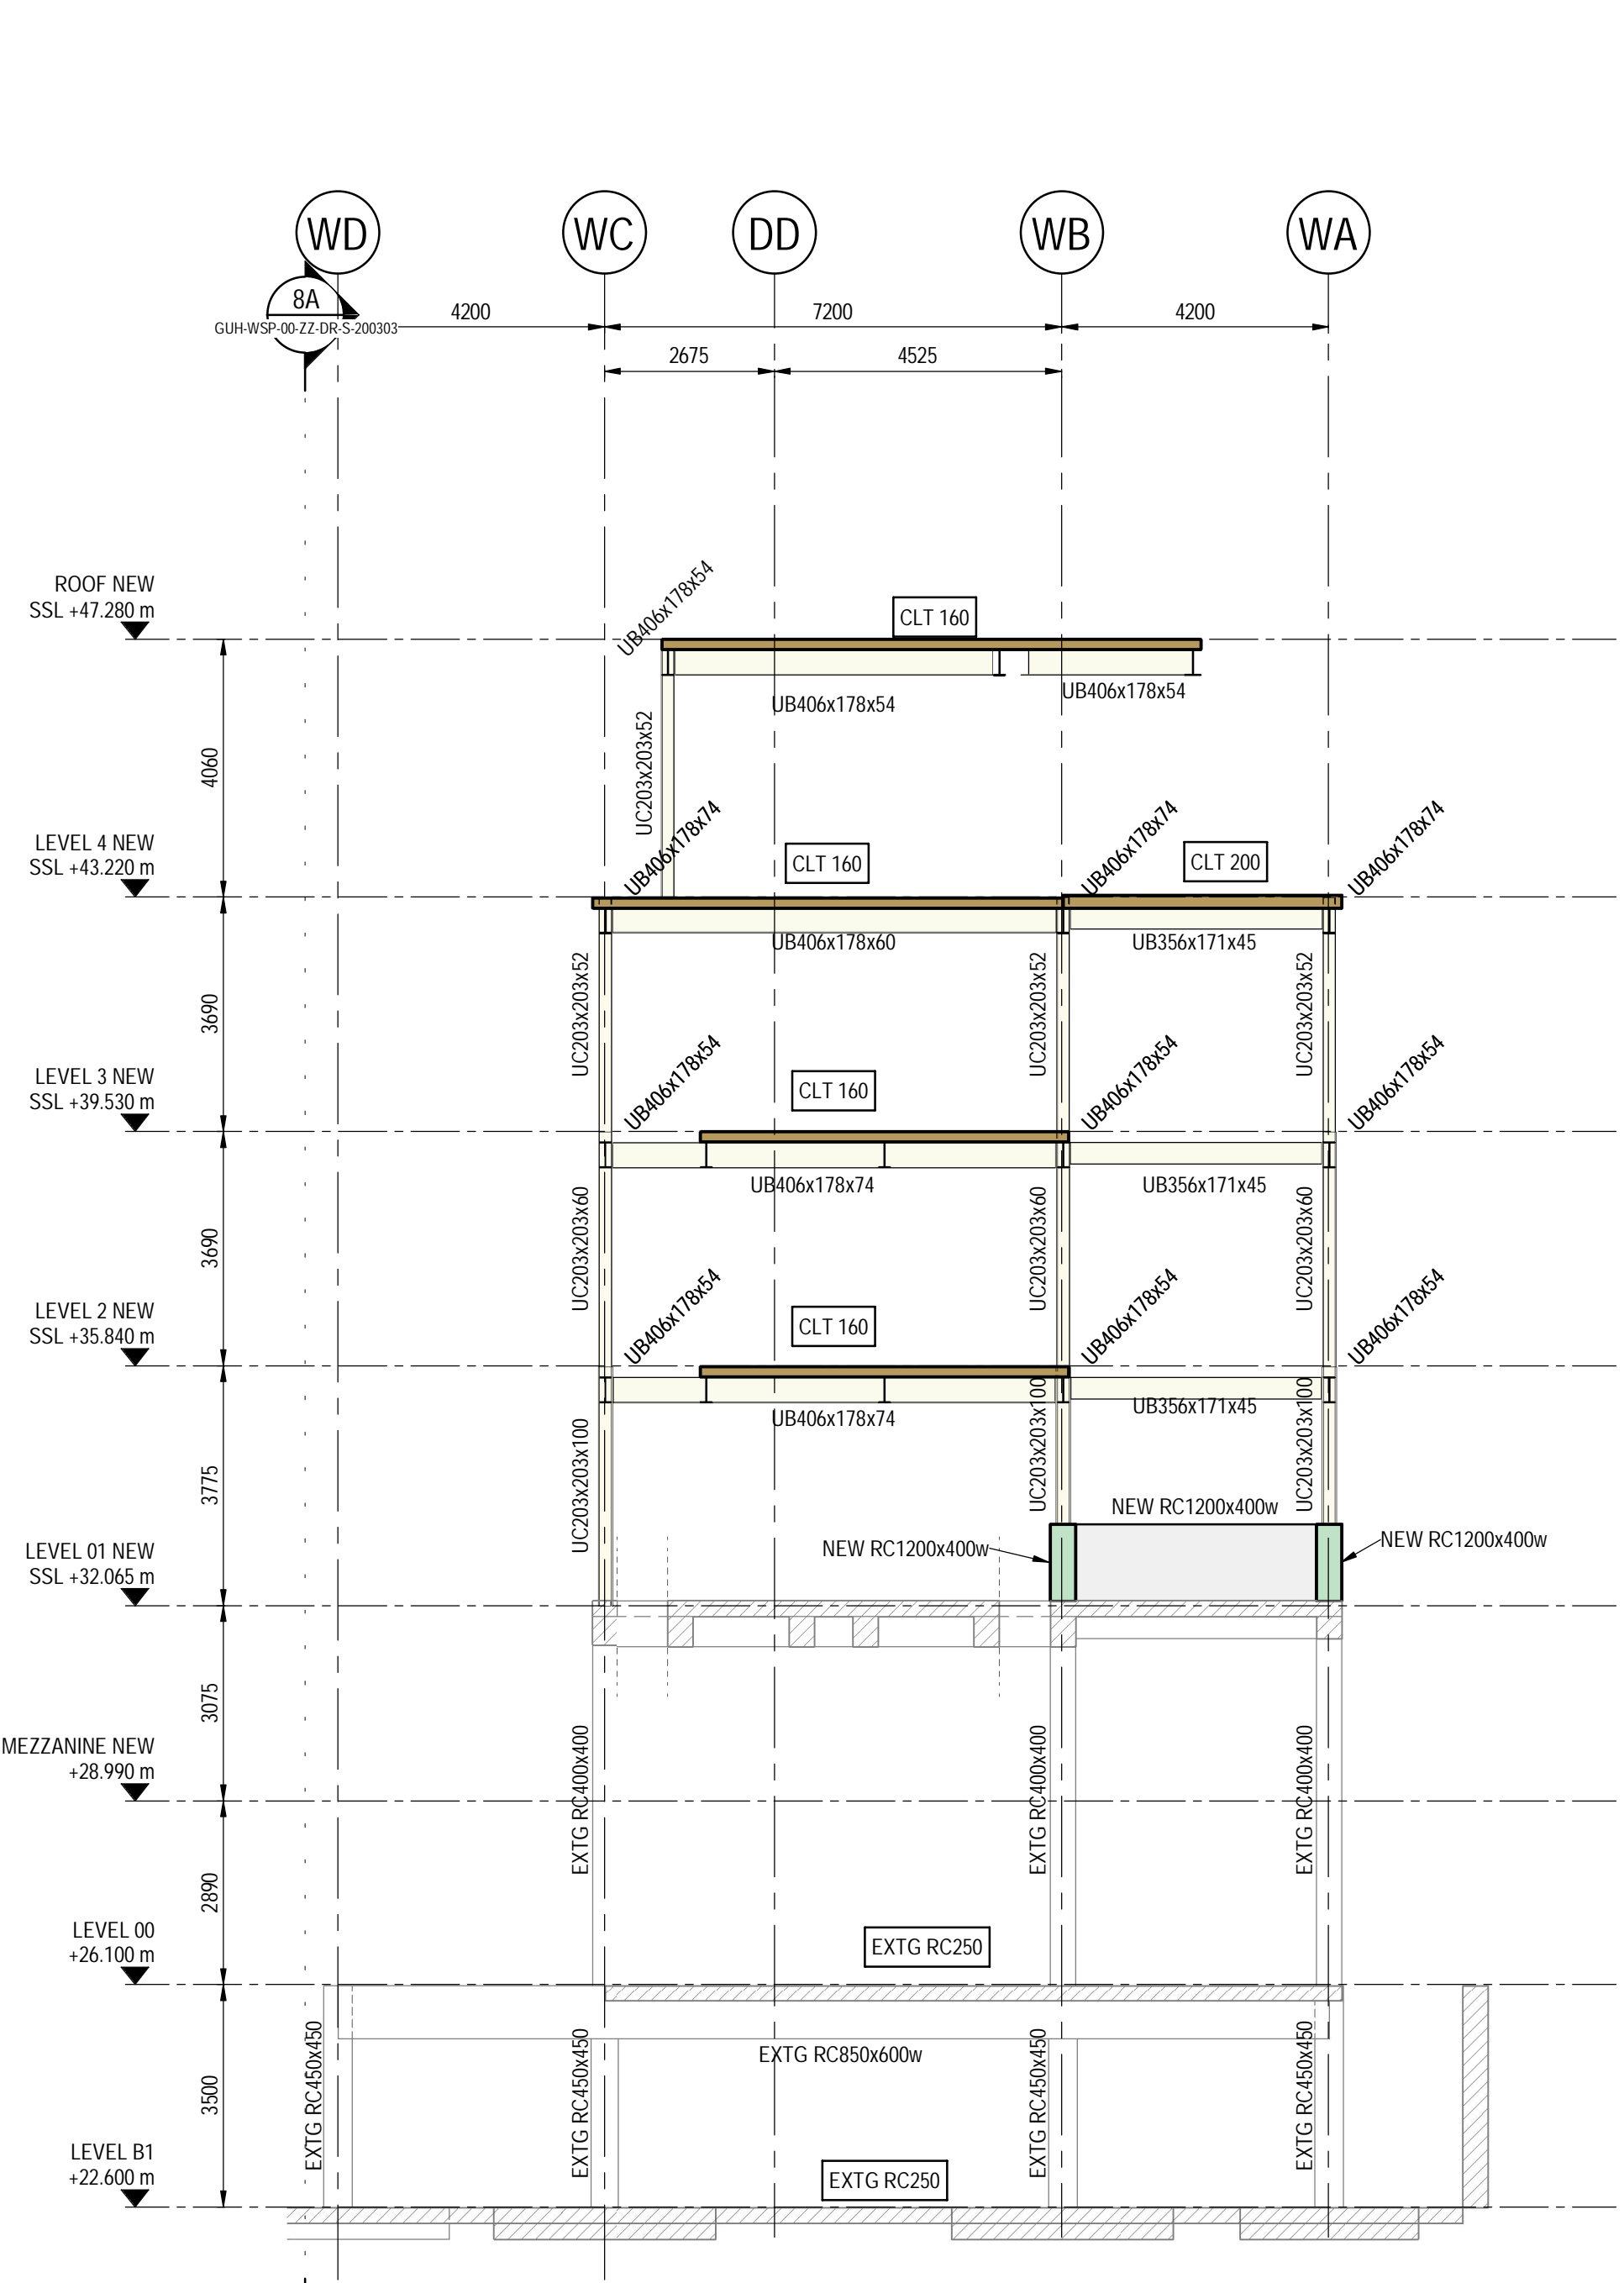 WD
WC
DD
WB
WA
8A
GUH-WSP-00-ZZ-DR-S-200303
4200
7200
4200
2675
4525
ROOF NEW
SSL +47.280 m
UB406x178x54
CLT 160
UB406x178x54
UB406x178x54
4060
UC203x203x52
LEVEL 4 NEW
SSL +43.220 m
UB406x178x74
CLT 160
UB406x178x74
CLT 200
UB406x178x74
UB406x178x60
UB356x171x45
3690
UC203x203x52
UC203x203x52
UC203x203x52
LEVEL 3 NEW
SSL +39.530 m
UB406x178x54
CLT 160
UB406x178x54
UB406x178x54
UB406x178x74
UB356x171x45
3690
UC203x203x60
UC203x203x60
UC203x203x60
LEVEL 2 NEW
SSL +35.840 m
UB406x178x54
CLT 160
UB406x178x54
UB406x178x54
UB406x178x74
UB356x171x45
3775
UC203x203x100
UC203x203x100
UC203x203x100
NEW RC1200x400w
NEW RC1200x400w
NEW RC1200x400w
LEVEL 01 NEW
SSL +32.065 m
3075
MEZZANINE NEW
+28.990 m
EXTG RC400x400
EXTG RC400x400
EXTG RC400x400
2890
LEVEL 00
+26.100 m
EXTG RC250
EXTG RC850x600w
3500
EXTG RC450x450
EXTG RC450x450
EXTG RC450x450
EXTG RC450x450
LEVEL B1
+22.600 m
EXTG RC250